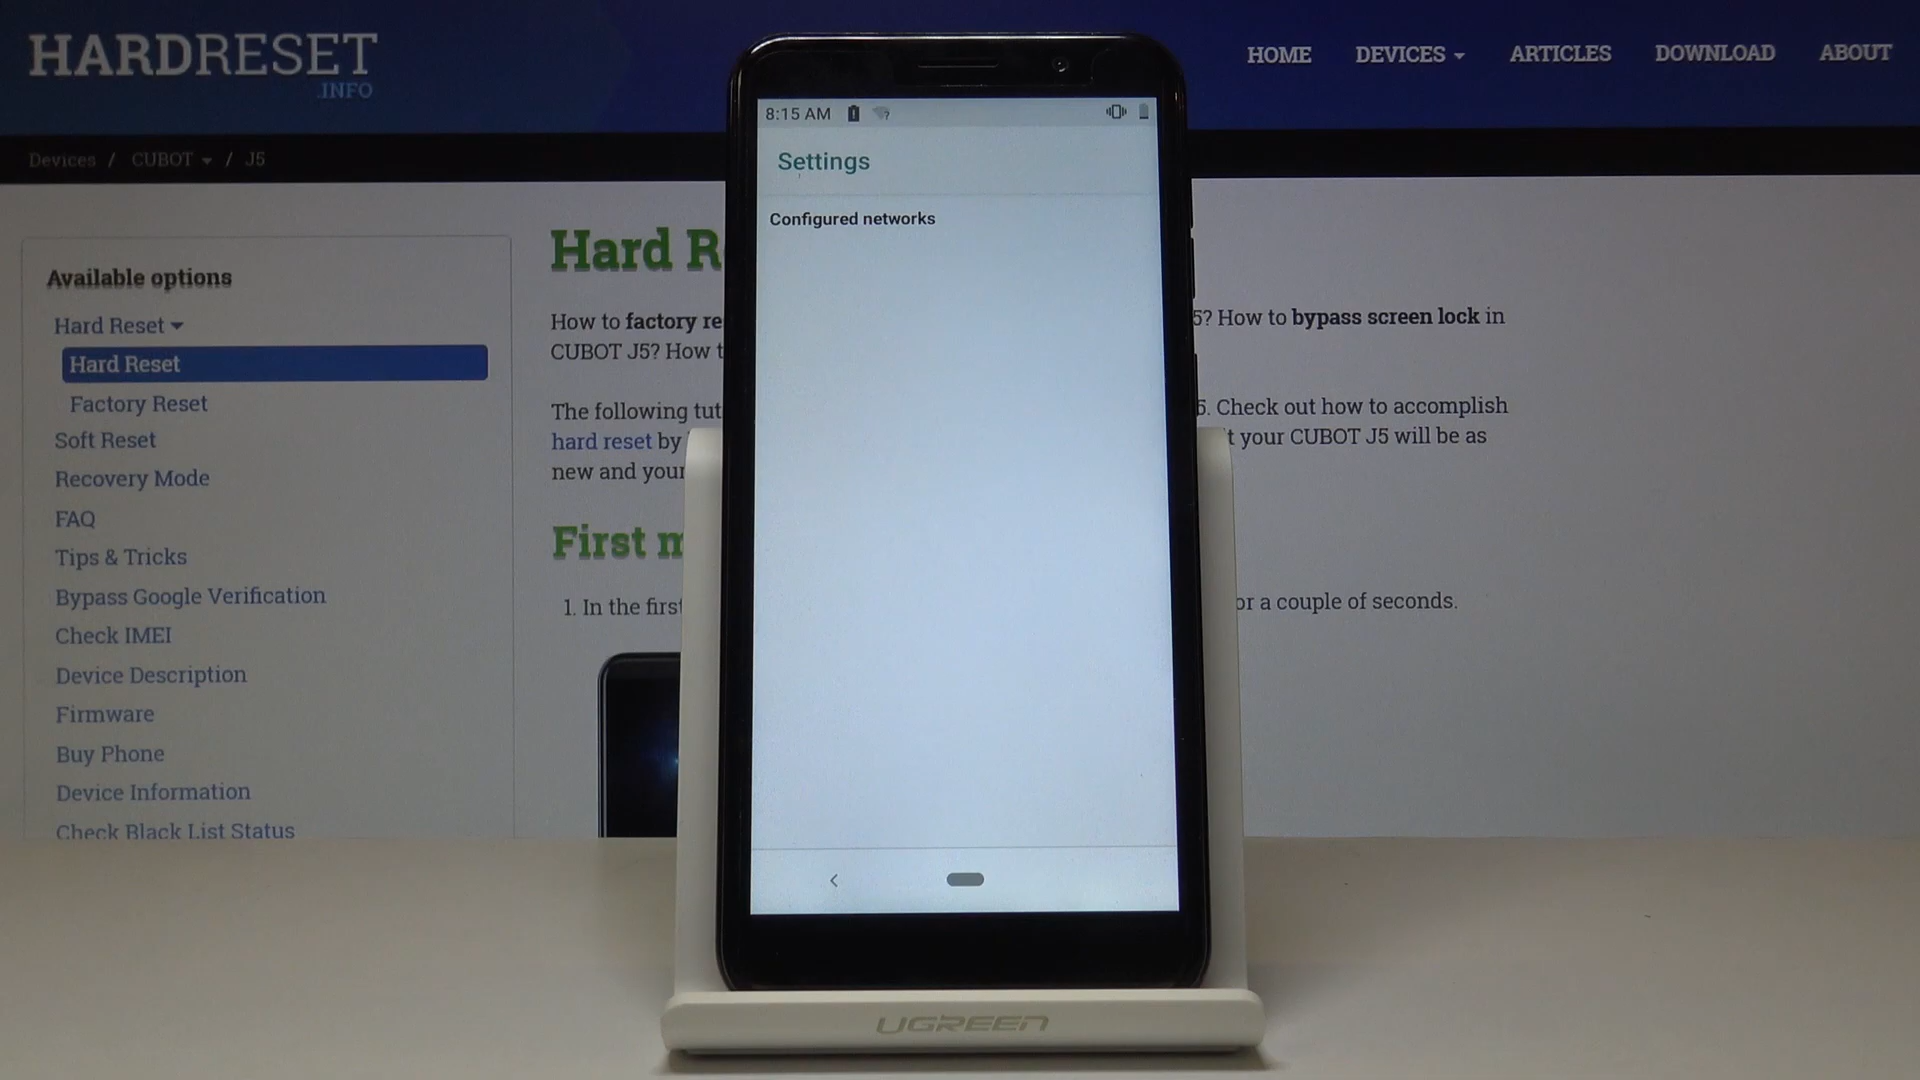 HARDRESET
.INFO
HOME DEVICES ARTICLES DOWNLOAD ABOUT
Devices / CUBOT / J5
Available options
Hard Reset
Hard Reset
Factory Reset
Soft Reset
Recovery Mode
FAQ
Tips & Tricks
Bypass Google Verification
Check IMEI
Device Description
Firmware
Buy Phone
Device Information
Check Black List Status
Hard R
How to factory re
5? How to bypass screen lock in
CUBOT J5? How t
The following tut
5. Check out how to accomplish
hard reset by
t your CUBOT J5 will be as
new and your
First m
1. In the first
or a couple of seconds.
8:15 AM
Settings
Configured networks
UGREEN